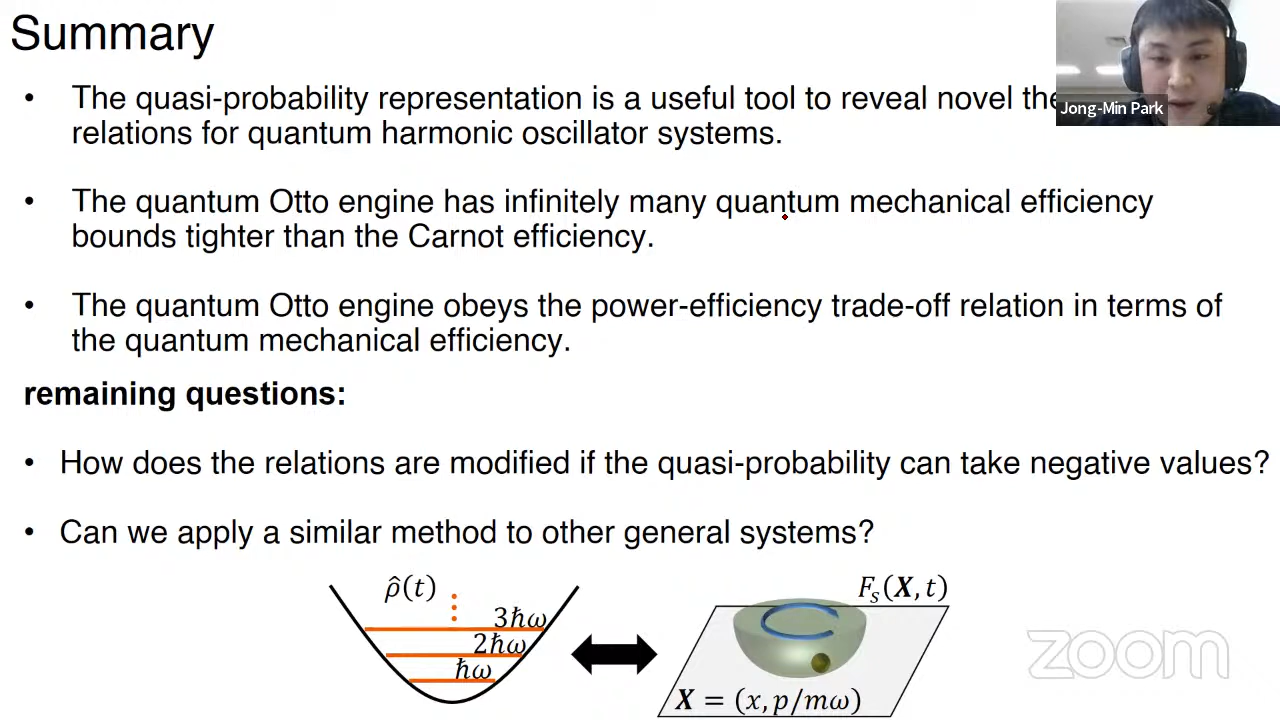 Summary
• The quasi-probability representation is a useful tool to reveal novel the
relations for quantum harmonic oscillator systems.
Jong-Min Park
• The quantum Otto engine has infinitely many quantum mechanical efficiency
bounds tighter than the Carnot efficiency.
• The quantum Otto engine obeys the power-efficiency trade-off relation in terms of
the quantum mechanical efficiency.
remaining questions:
• How does the relations are modified if the quasi-probability can take negative values?
• Can we apply a similar method to other general systems?
ρ̂(t)
3ħω
2ħω
ħω
Fₛ(X, t)
X = (x, p/mω)
zoom